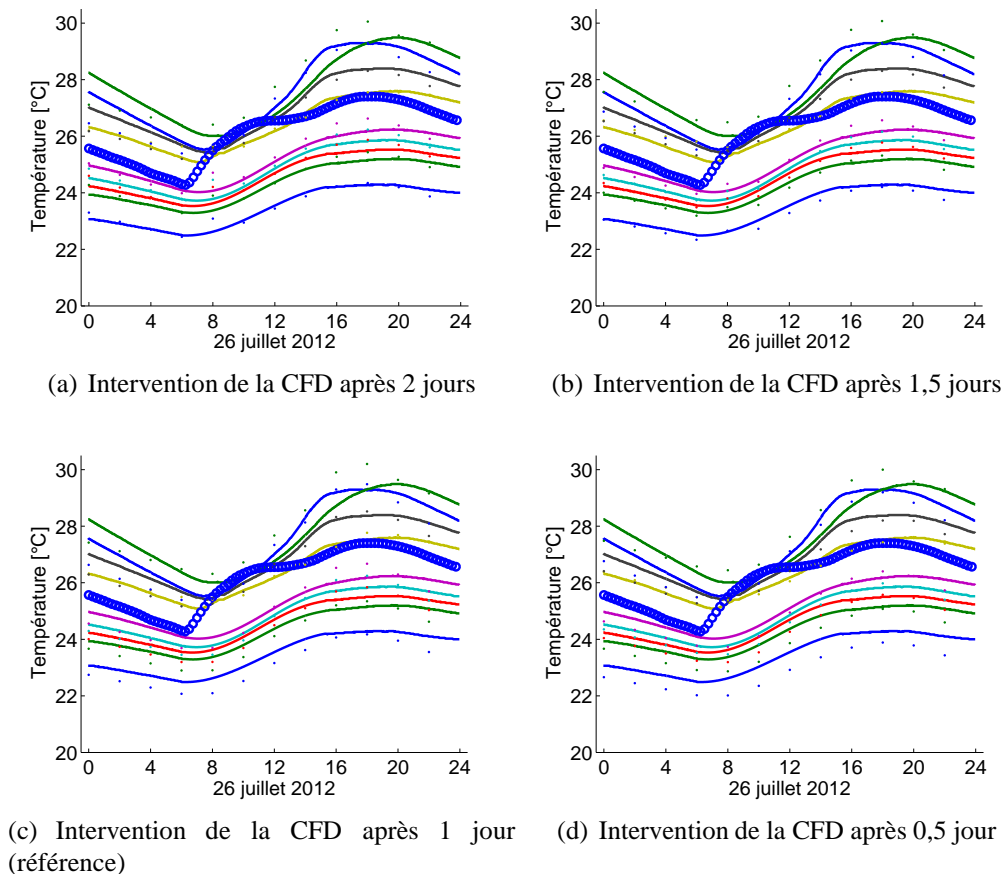 30
28
26
24
22
20
Température [°C]
0 4 8 12 16 20 24
26 juillet 2012
(a) Intervention de la CFD après 2 jours
30
28
26
24
22
20
Température [°C]
0 4 8 12 16 20 24
26 juillet 2012
(b) Intervention de la CFD après 1,5 jours
30
28
26
24
22
20
Température [°C]
0 4 8 12 16 20 24
26 juillet 2012
(c) Intervention de la CFD après 1 jour
(référence)
30
28
26
24
22
20
Température [°C]
0 4 8 12 16 20 24
26 juillet 2012
(d) Intervention de la CFD après 0,5 jour